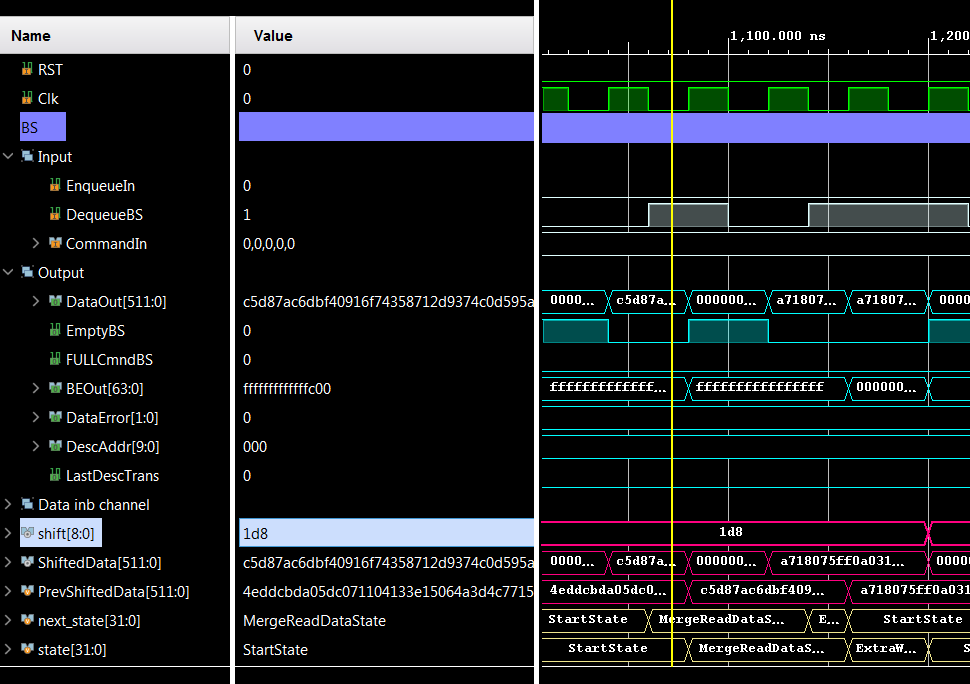 Name Value 1,100.000 ns 1,200
RST 0
Clk 0
BS
Input
EnqueueIn 0
DequeueBS 1
CommandIn 0,0,0,0,0
Output
DataOut[511:0] c5d87ac6dbf40916f74358712d9374c0d595a 0000... c5d87a... 000000... a71807... a71807... 0000
EmptyBS 0
FULLCmndBS 0
BEOut[63:0] fffffffffffffc00 fffffffffffff... ffffffffffffffff 000000...
DataError[1:0] 0
DescAddr[9:0] 000
LastDescTrans 0
Data inb channel
shift[8:0] 1d8 1d8
ShiftedData[511:0] c5d87ac6dbf40916f74358712d9374c0d595a 0000... c5d87a... 000000... a718075ff0a031... 0000
PrevShiftedData[511:0] 4eddcbda05dc071104133e15064a3d4c7715 4eddcbda05dc0... c5d87ac6dbf409... a718075ff0a031
next_state[31:0] MergeReadDataState StartState MergeReadDataS... E... StartState
state[31:0] StartState StartState MergeReadDataS... ExtraW... S